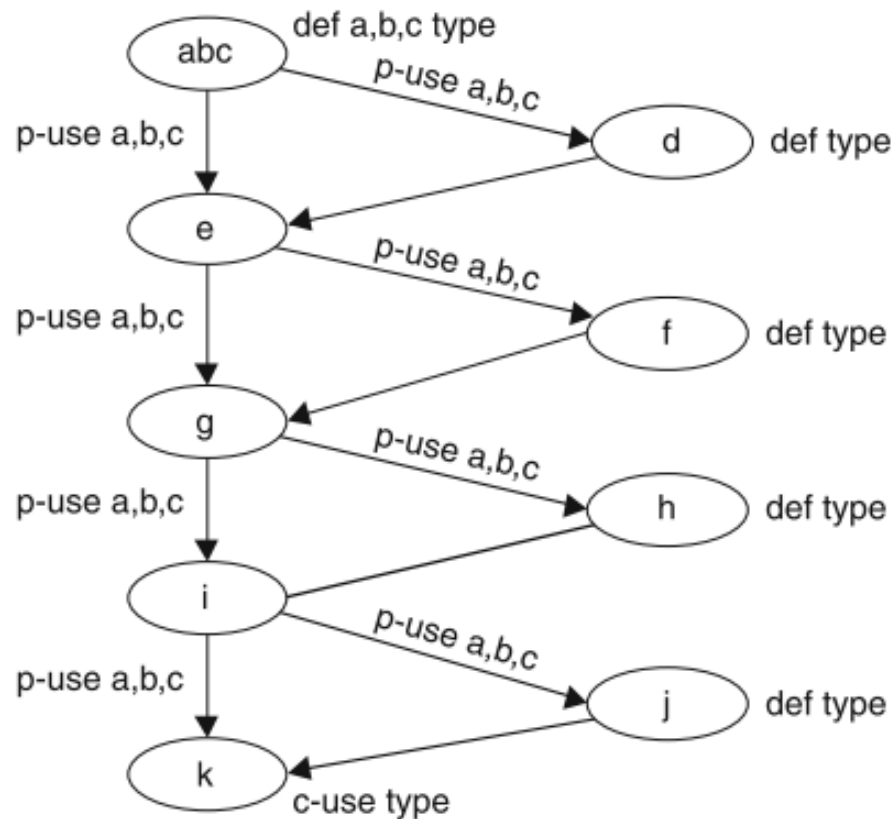 def a,b,c type
abc
p-use a,b,c
p-use a,b,c
d
def type
e
p-use a,b,c
p-use a,b,c
f
def type
g
p-use a,b,c
p-use a,b,c
h
def type
i
p-use a,b,c
p-use a,b,c
j
def type
k
c-use type